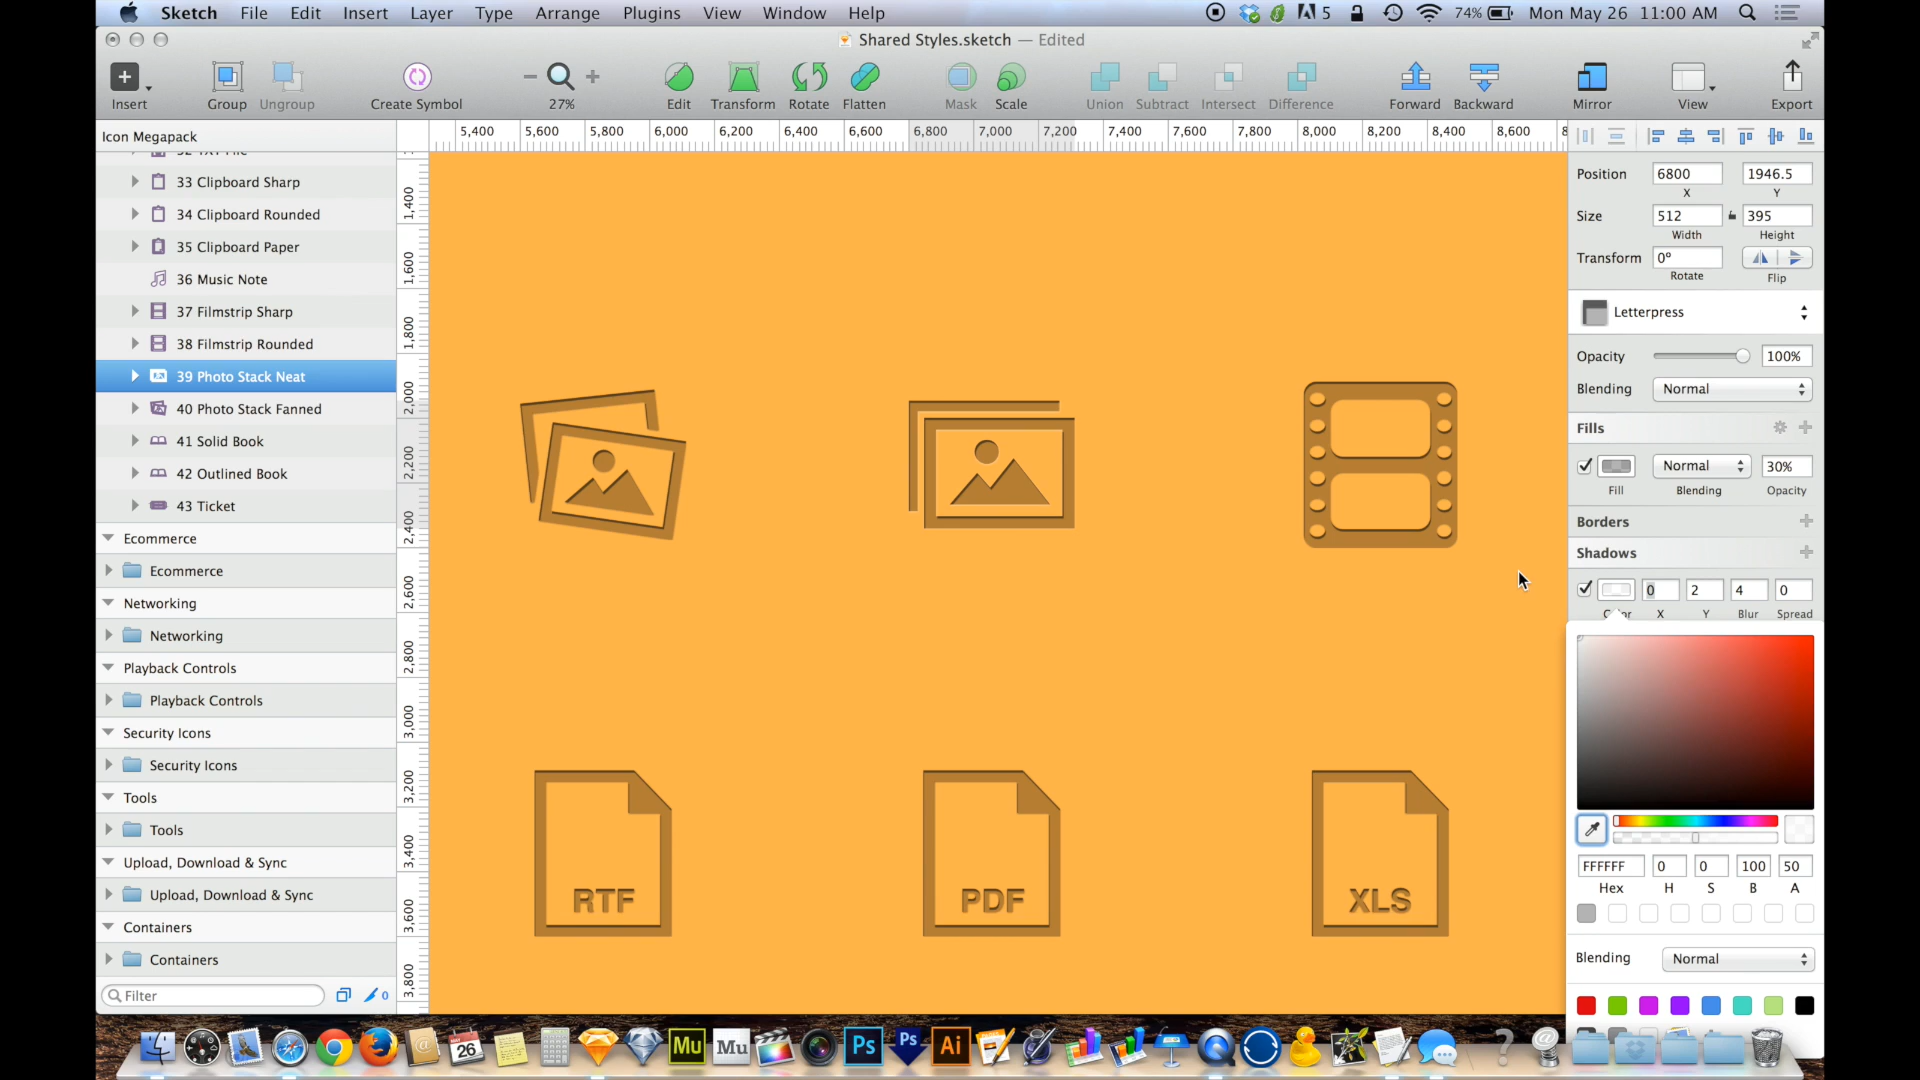 Sketch File Edit Insert Layer Type Arrange Plugins View Window Help 5 74% Mon May 26 11:00 AM
Shared Styles.sketch — Edited
Insert Group Ungroup Create Symbol 27% Edit Transform Rotate Flatten Mask Scale Union Subtract Intersect Difference Forward Backward Mirror View Export
Icon Megapack
5,400 5,600 5,800 6,000 6,200 6,400 6,600 6,800 7,000 7,200 7,400 7,600 7,800 8,000 8,200 8,400 8,600
33 Clipboard Sharp
34 Clipboard Rounded
35 Clipboard Paper
36 Music Note
37 Filmstrip Sharp
38 Filmstrip Rounded
39 Photo Stack Neat
40 Photo Stack Fanned
41 Solid Book
42 Outlined Book
43 Ticket
Ecommerce
Ecommerce
Networking
Networking
Playback Controls
Playback Controls
Security Icons
Security Icons
Tools
Tools
Upload, Download & Sync
Upload, Download & Sync
Containers
Containers
Filter
0
1,400
1,600
1,800
2,000
2,200
2,400
2,600
2,800
3,000
3,200
3,400
3,600
3,800
RTF PDF XLS
Position 6800 1946.5
X Y
Size 512 395
Width Height
Transform 0°
Rotate Flip
Letterpress
Opacity 100%
Blending Normal
Fills
Normal 30%
Fill Blending Opacity
Borders
Shadows
0 2 4 0
X Y Blur Spread
FFFFFF 0 0 100 50
Hex H S B A
Blending Normal
MAY 26 Mu Mu Ps Ps Ai